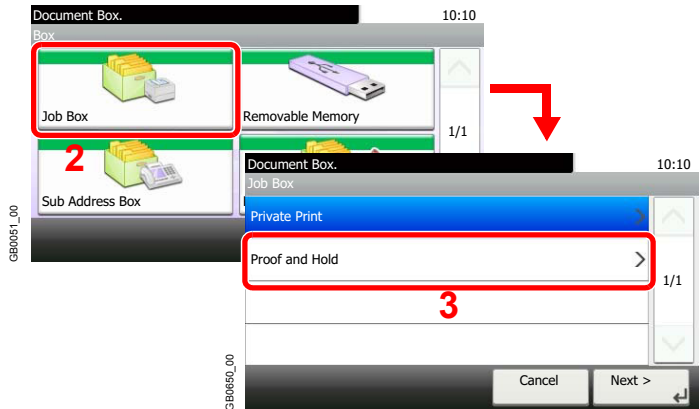 Document Box.
10:10
Box
Job Box
Removable Memory
1/1
2
Sub Address Box
GB0051_00
Document Box.
10:10
Job Box
Private Print
Proof and Hold
1/1
3
Cancel
Next >
GB0650_00